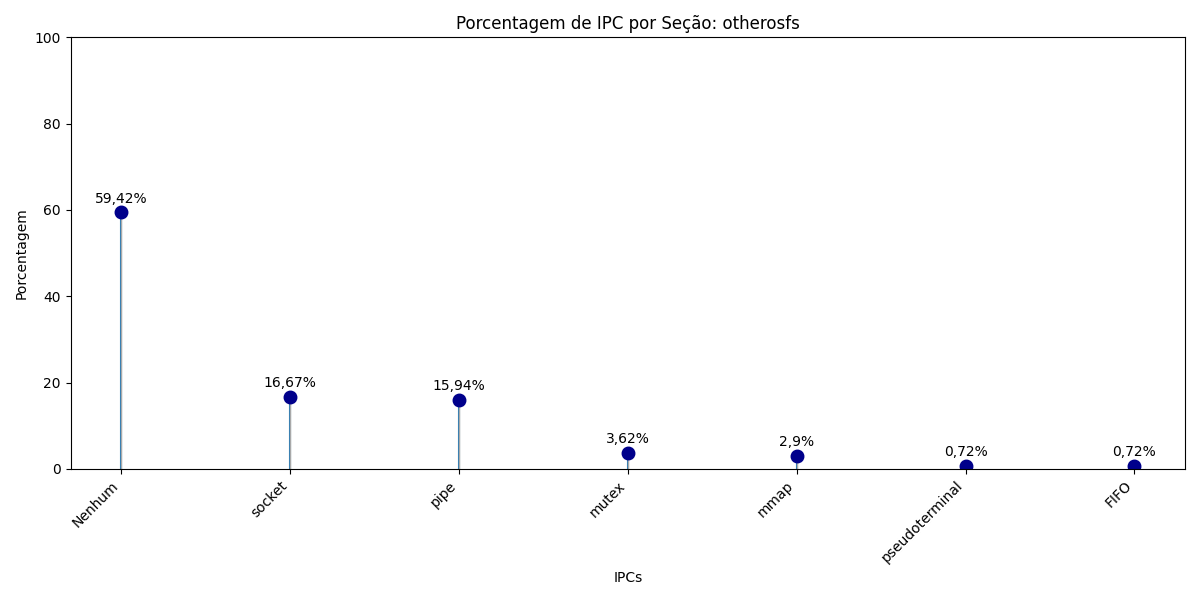 Porcentagem de IPC por Seção: otherosfs
Porcentagem
100
80
60
40
20
0
59,42%
16,67%
15,94%
3,62%
2,9%
0,72%
0,72%
Nenhum
socket
pipe
mutex
mmap
pseudoterminal
FIFO
IPCs